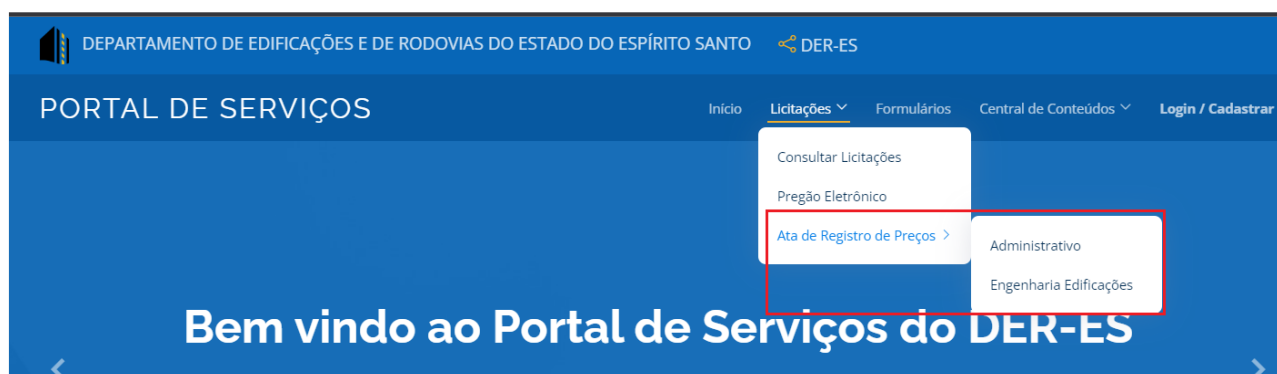 DEPARTAMENTO DE EDIFICAÇÕES E DE RODOVIAS DO ESTADO DO ESPÍRITO SANTO DER-ES
PORTAL DE SERVIÇOS Início Licitações Formulários Central de Conteúdos Login / Cadastrar
Consultar Licitações
Pregão Eletrônico
Ata de Registro de Preços
Administrativo
Engenharia Edificações
Bem vindo ao Portal de Serviços do DER-ES